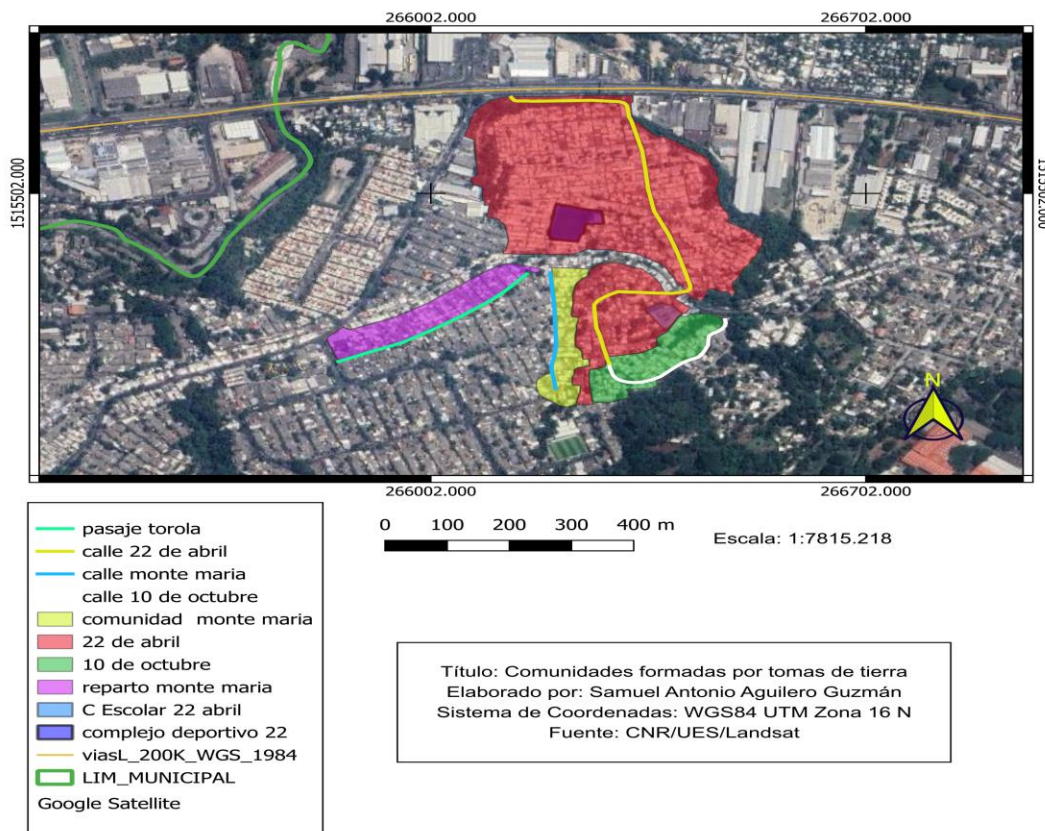 266002.000
266702.000
1515502.000
1515502.000
N
266002.000
266702.000
pasaje torola
calle 22 de abril
calle monte maria
calle 10 de octubre
comunidad monte maria
22 de abril
10 de octubre
reparto monte maria
C Escolar 22 abril
complejo deportivo 22
viasL_200K_WGS_1984
LIM_MUNICIPAL
Google Satellite
0 100 200 300 400 m
Escala: 1:7815.218
Título: Comunidades formadas por tomas de tierra
Elaborado por: Samuel Antonio Aguilero Guzmán
Sistema de Coordenadas: WGS84 UTM Zona 16 N
Fuente: CNR/UES/Landsat